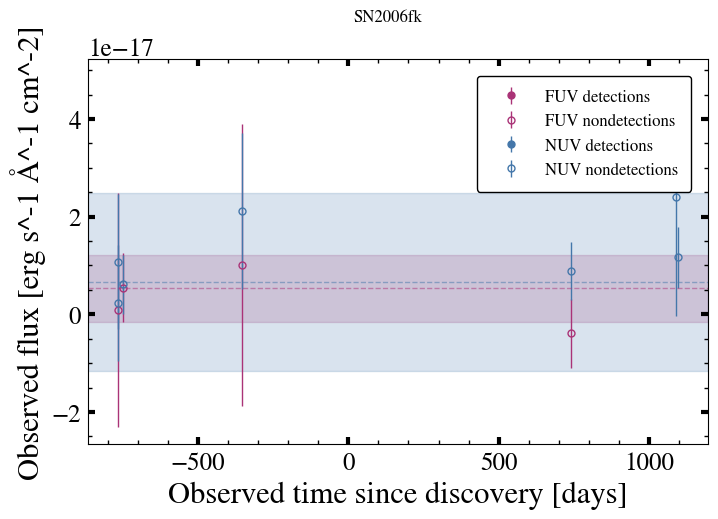 SN2006fk
1e−17
Observed flux [erg s^-1 Å^-1 cm^-2]
4
2
0
−2
FUV detections
FUV nondetections
NUV detections
NUV nondetections
−500
0
500
1000
Observed time since discovery [days]